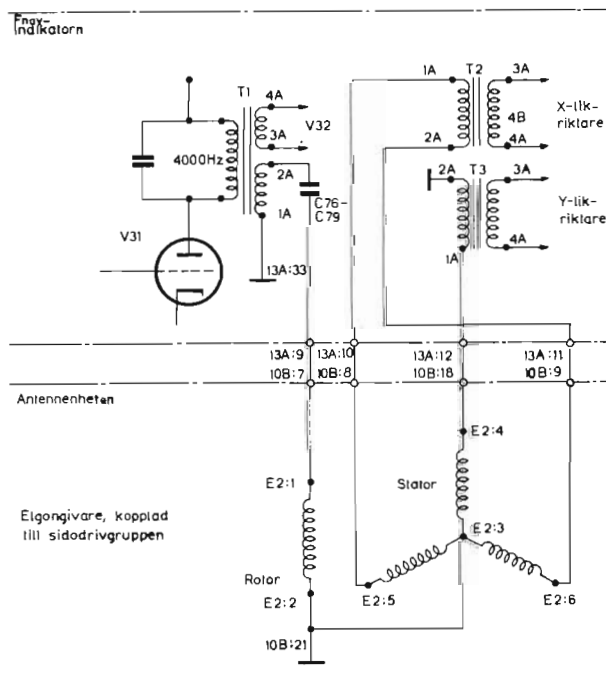 Fnav-
Indikatorn
T1
4A
3A
V32
2A
1A
4000Hz
C76-
C79
V31
13A:33
1A
T2
3A
2A
4B
4A
X-lik-
riktare
2A
T3
3A
1A
4A
Y-lik-
riktare
13A:9
13A:10
13A:12
13A:11
10B:7
10B:8
10B:18
10B:9
Antennenheten
E2:4
E2:1
Stator
E2:3
Elgongivare, kopplad
till sidodrivgruppen
Rotor
E2:2
E2:5
E2:6
10B:21